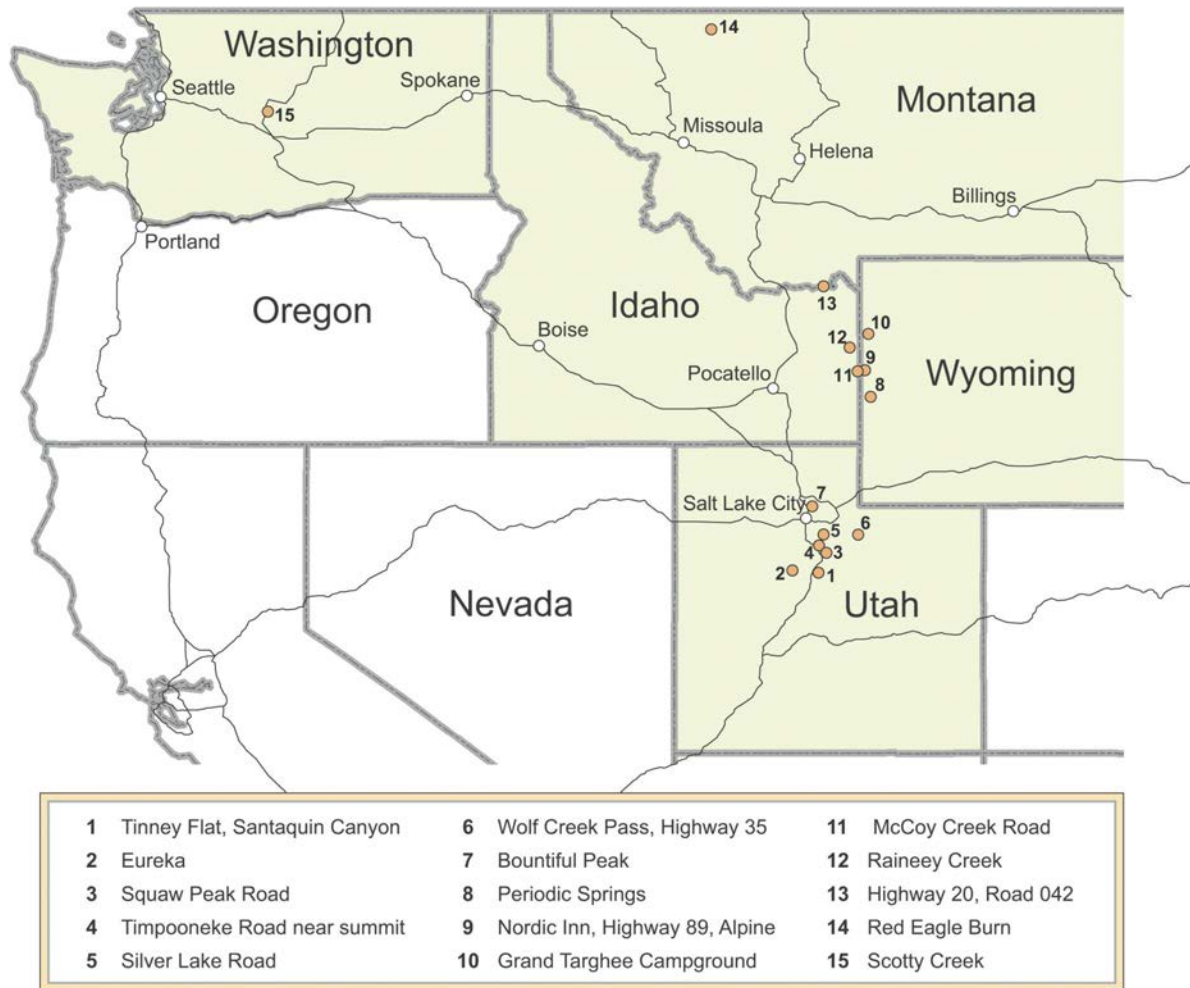 Washington
Seattle
15
Spokane
14
Montana
Missoula
Helena
Billings
Portland
Oregon
Idaho
Boise
Pocatello
13
10
12
9
11
8
Wyoming
Salt Lake City
7
5
6
4
3
2
1
Nevada
Utah
1 Tinney Flat, Santaquin Canyon
2 Eureka
3 Squaw Peak Road
4 Timpooneke Road near summit
5 Silver Lake Road
6 Wolf Creek Pass, Highway 35
7 Bountiful Peak
8 Periodic Springs
9 Nordic Inn, Highway 89, Alpine
10 Grand Targhee Campground
11 McCoy Creek Road
12 Raineey Creek
13 Highway 20, Road 042
14 Red Eagle Burn
15 Scotty Creek